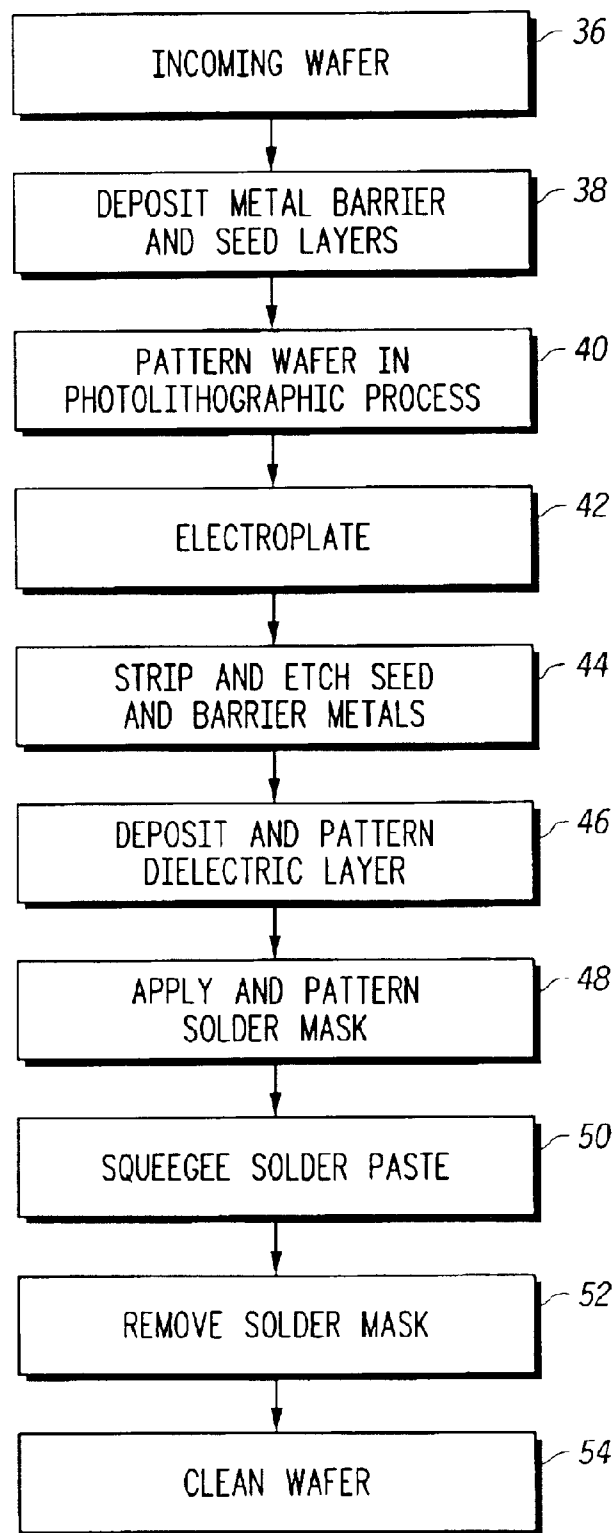 INCOMING WAFER
36
DEPOSIT METAL BARRIER
AND SEED LAYERS
38
PATTERN WAFER IN
PHOTOLITHOGRAPHIC PROCESS
40
ELECTROPLATE
42
STRIP AND ETCH SEED
AND BARRIER METALS
44
DEPOSIT AND PATTERN
DIELECTRIC LAYER
46
APPLY AND PATTERN
SOLDER MASK
48
SQUEEGEE SOLDER PASTE
50
REMOVE SOLDER MASK
52
CLEAN WAFER
54